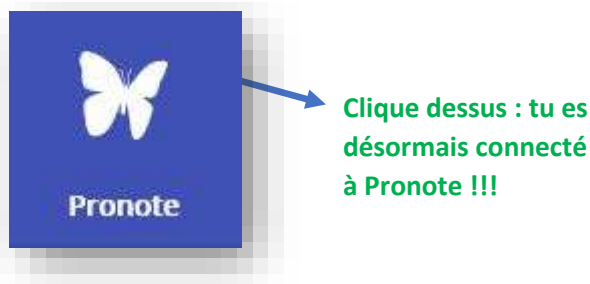 Clique dessus : tu es
désormais connecté
à Pronote !!!
Pronote